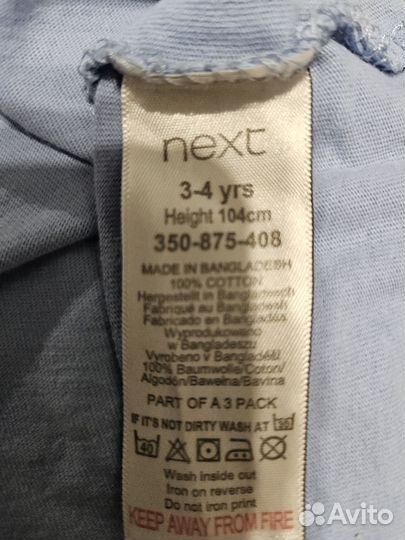 next
3-4 yrs
Height 104cm
350-875-408
MADE IN BANGLADESH
100% COTTON
Hergestellt in Bangladesch
Fabriqué au Bangladesh
Fabricado en Bangladés
Wyprodukowano
w Bangladeszu
Vyrobeno v Bangladéši
100% Baumwolle/Coton/
Algodón/Bawełna/Bavlna
PART OF A 3 PACK
IF IT'S NOT DIRTY WASH AT 30
40
Wash inside out
Iron on reverse
Do not iron print
KEEP AWAY FROM FIRE
Avito